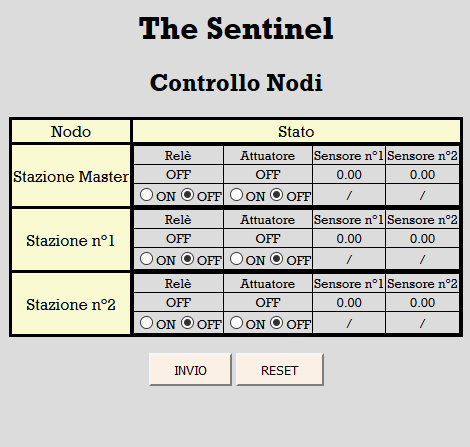 The Sentinel
Controllo Nodi
Nodo Stato
Stazione Master
Relè Attuatore Sensore n°1 Sensore n°2
OFF OFF 0.00 0.00
ON OFF ON OFF / /
Stazione n°1
Relè Attuatore Sensore n°1 Sensore n°2
OFF OFF 0.00 0.00
ON OFF ON OFF / /
Stazione n°2
Relè Attuatore Sensore n°1 Sensore n°2
OFF OFF 0.00 0.00
ON OFF ON OFF / /
INVIO RESET